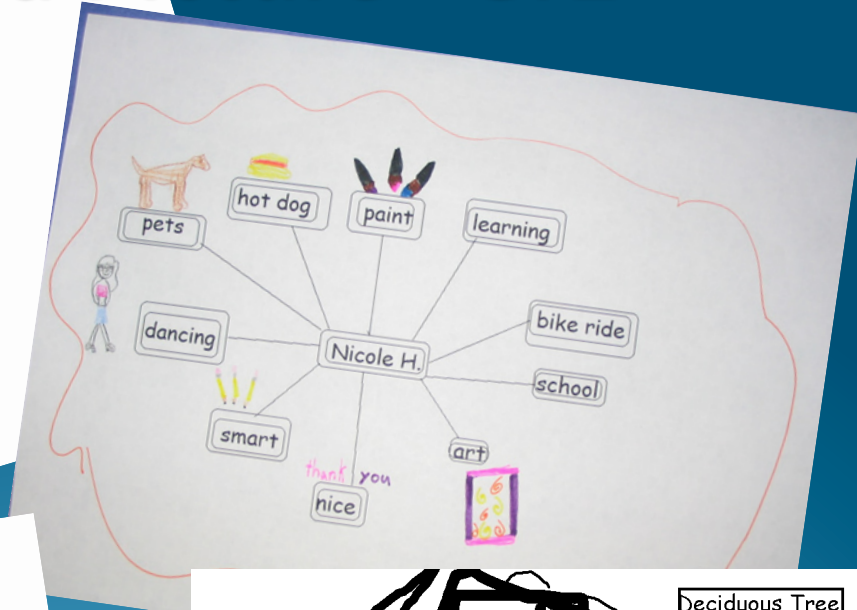 hot dog
paint
learning
pets
bike ride
dancing
Nicole H.
school
smart
art
thank you
nice
Deciduous Tree